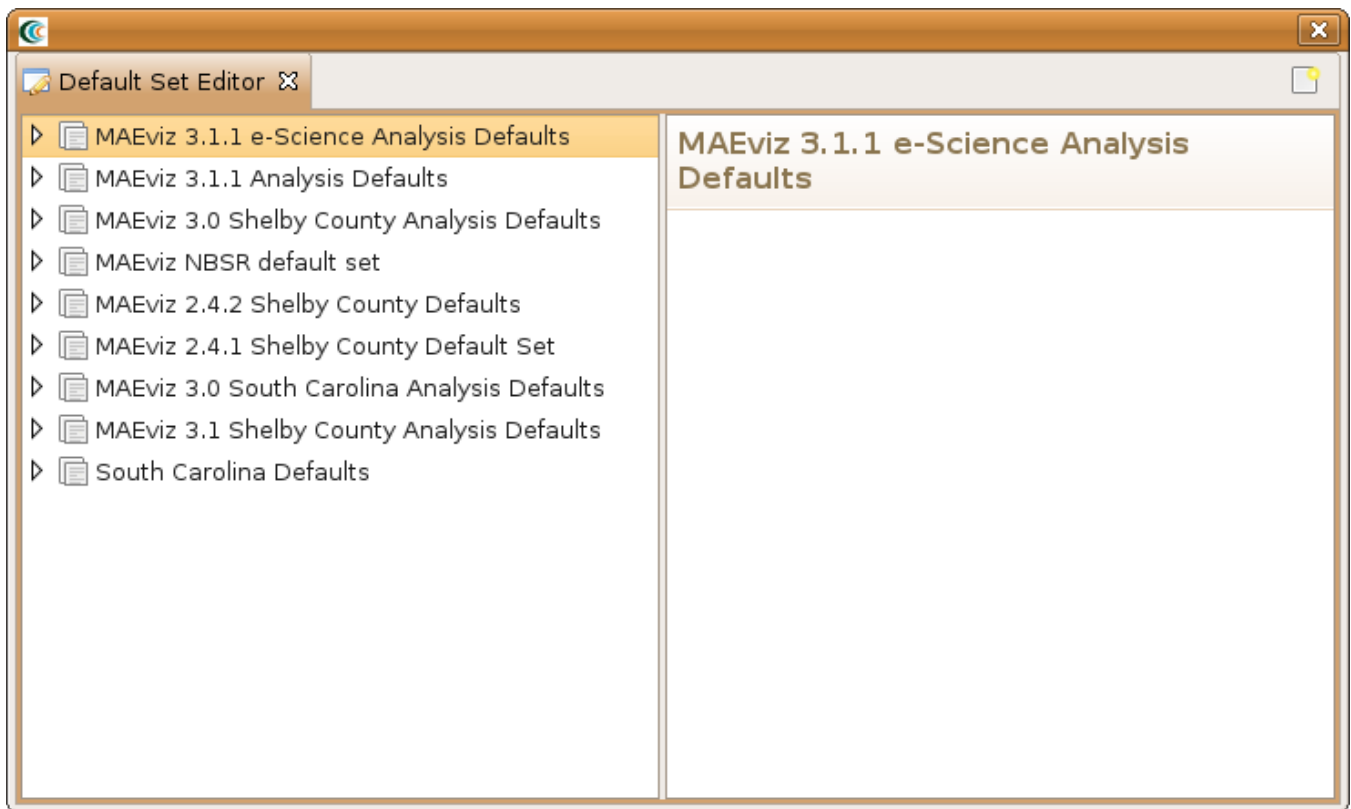 Default Set Editor
MAEviz 3.1.1 e-Science Analysis Defaults
MAEviz 3.1.1 Analysis Defaults
MAEviz 3.0 Shelby County Analysis Defaults
MAEviz NBSR default set
MAEviz 2.4.2 Shelby County Defaults
MAEviz 2.4.1 Shelby County Default Set
MAEviz 3.0 South Carolina Analysis Defaults
MAEviz 3.1 Shelby County Analysis Defaults
South Carolina Defaults
MAEviz 3.1.1 e-Science Analysis
Defaults